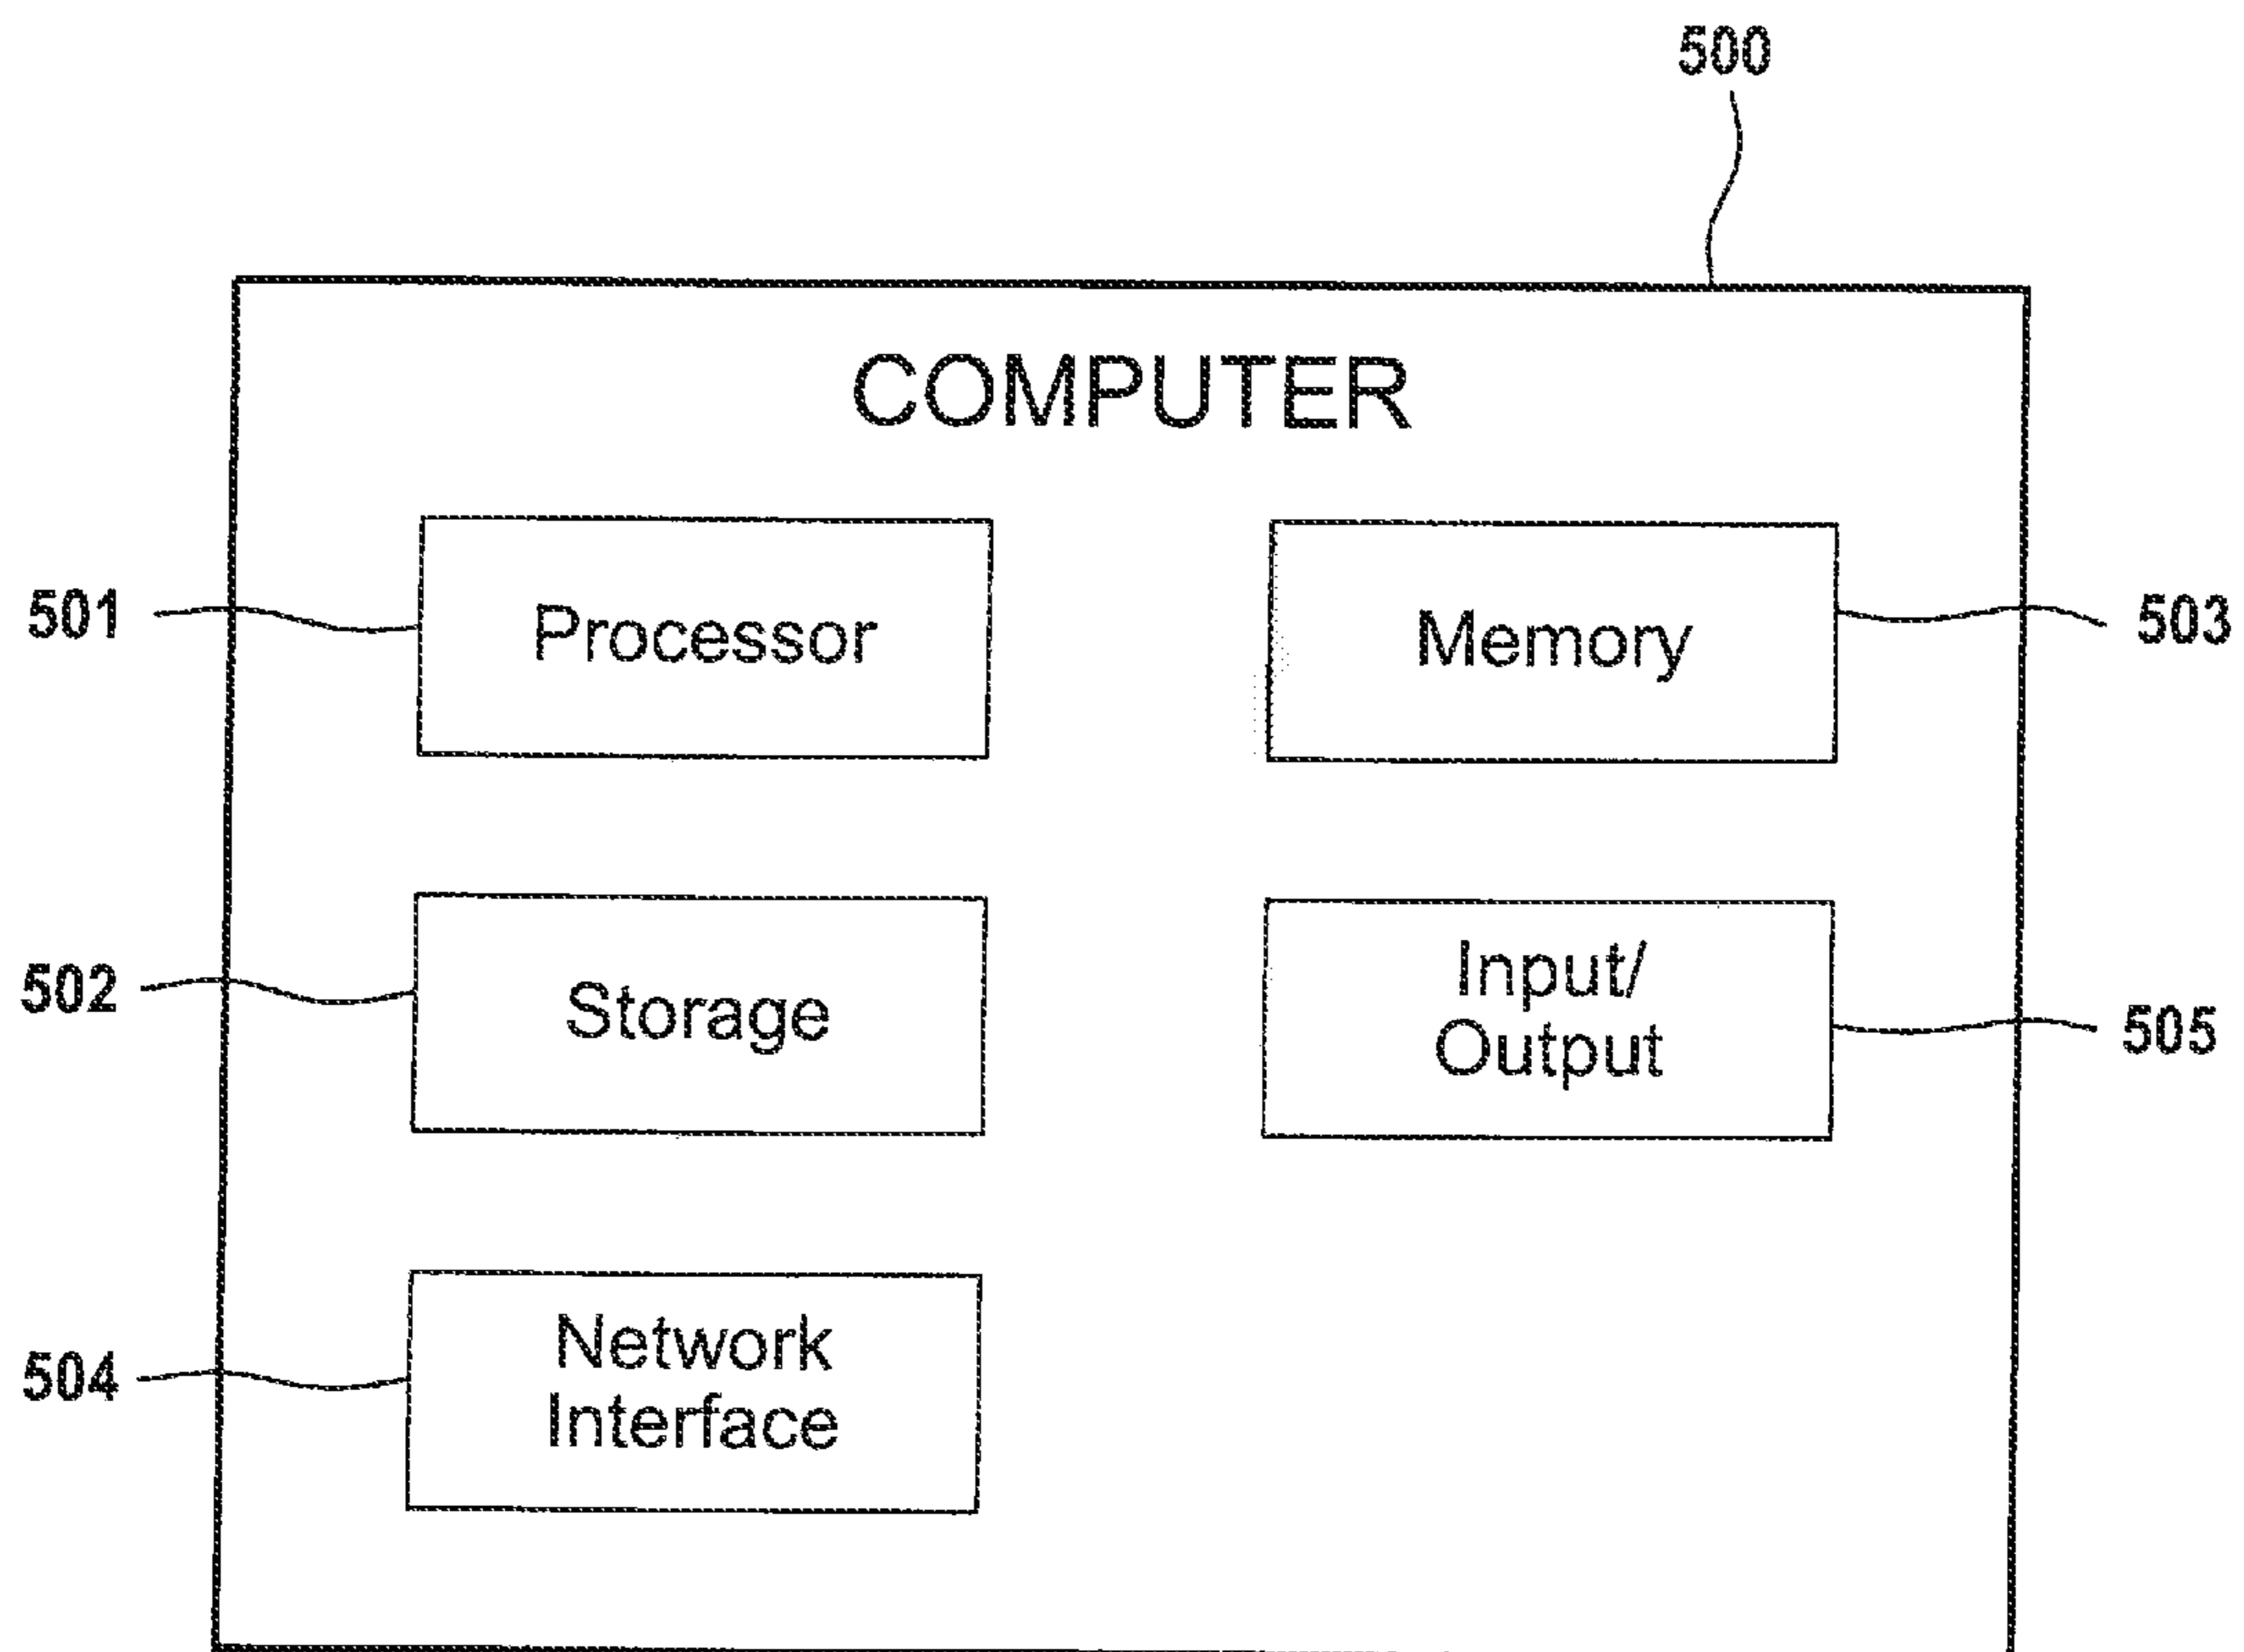 500
COMPUTER
501
Processor
Memory
503
502
Storage
Input/
Output
505
504
Network
Interface